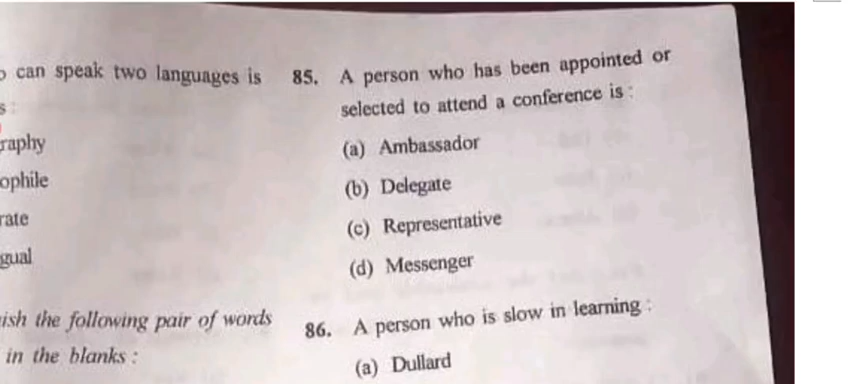 can speak two languages is
s :
raphy
ophile
rate
gual
ish the following pair of words
in the blanks :
85. A person who has been appointed or
selected to attend a conference is :
(a) Ambassador
(b) Delegate
(c) Representative
(d) Messenger
86. A person who is slow in learning :
(a) Dullard